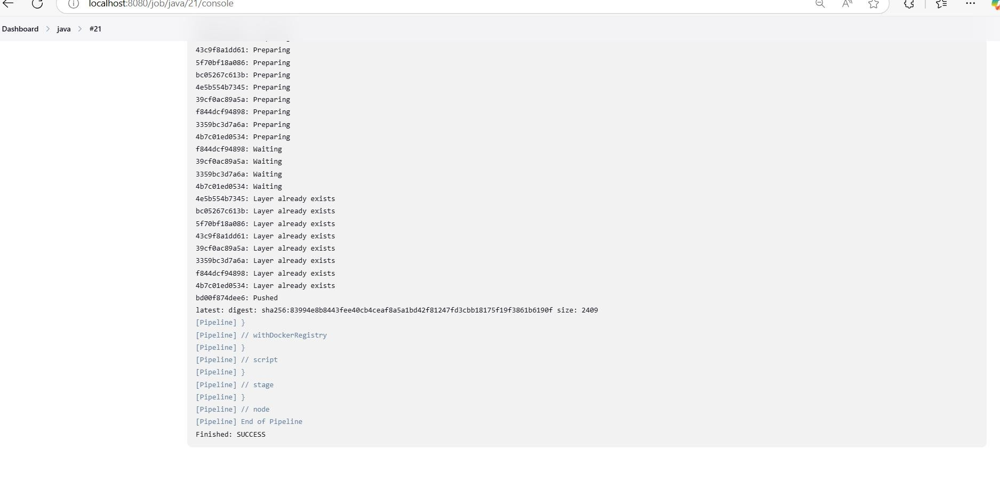 localhost:8080/job/java/21/console
Dashboard > java > #21
43c9f8a1dd61: Preparing
5f70bf18a086: Preparing
bc05267c613b: Preparing
4e5b554b7345: Preparing
39cf0ac89a5a: Preparing
f844dcf94898: Preparing
3359bc3d7a6a: Preparing
4b7c01ed0534: Preparing
f844dcf94898: Waiting
39cf0ac89a5a: Waiting
3359bc3d7a6a: Waiting
4b7c01ed0534: Waiting
4e5b554b7345: Layer already exists
bc05267c613b: Layer already exists
5f70bf18a086: Layer already exists
43c9f8a1dd61: Layer already exists
39cf0ac89a5a: Layer already exists
3359bc3d7a6a: Layer already exists
f844dcf94898: Layer already exists
4b7c01ed0534: Layer already exists
bd00f874dee6: Pushed
latest: digest: sha256:83994e8b8443fee40cb4ceaf8a5a1bd42f81247fd3cbb18175f19f3861b6190f size: 2409
[Pipeline] }
[Pipeline] // withDockerRegistry
[Pipeline] }
[Pipeline] // script
[Pipeline] }
[Pipeline] // stage
[Pipeline] }
[Pipeline] // node
[Pipeline] End of Pipeline
Finished: SUCCESS